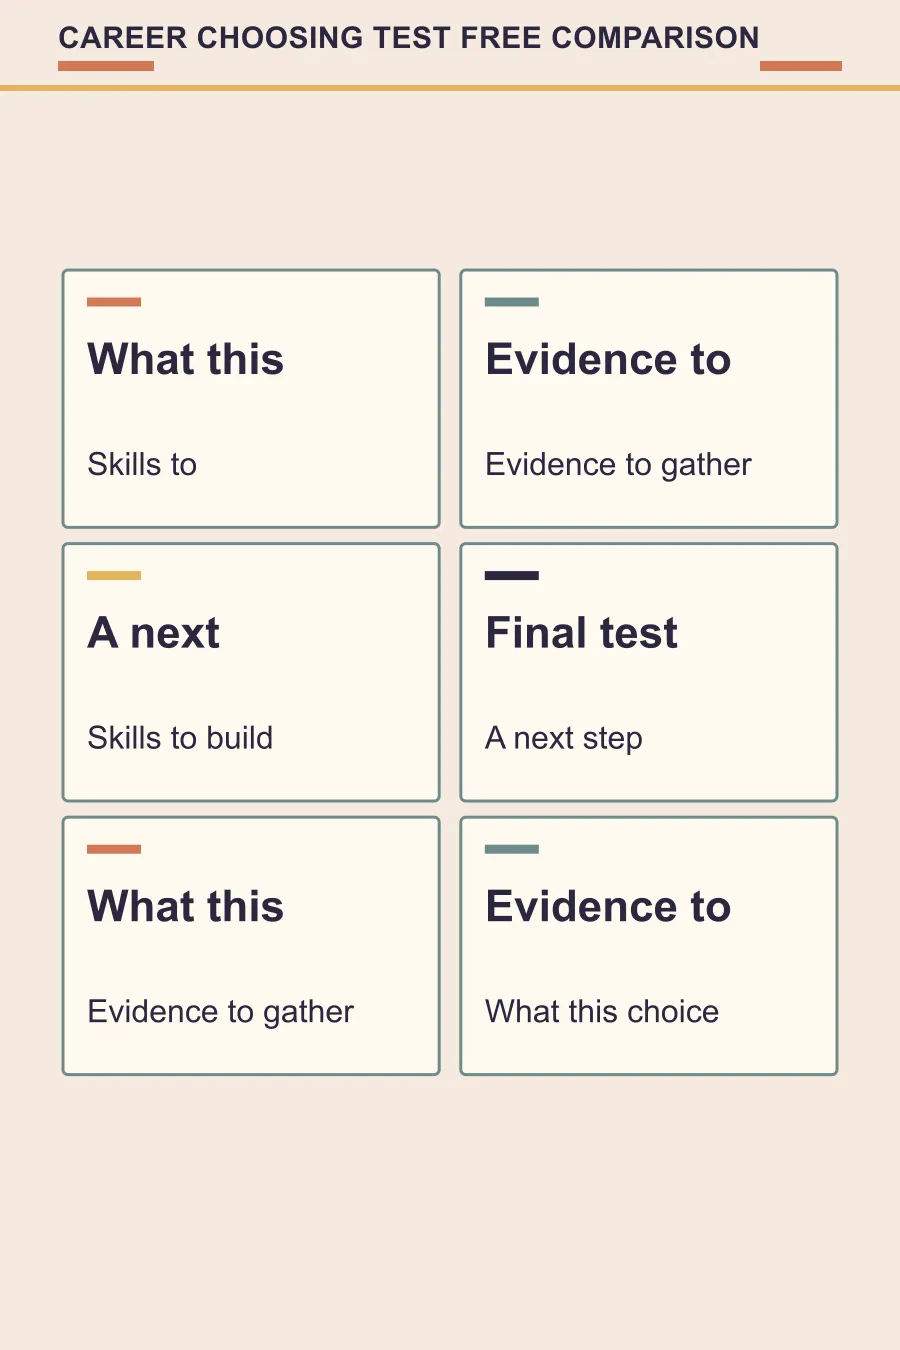 CAREER CHOOSING TEST FREE COMPARISON
What this
Skills to
Evidence to
Evidence to gather
A next
Skills to build
Final test
A next step
What this
Evidence to gather
Evidence to
What this choice